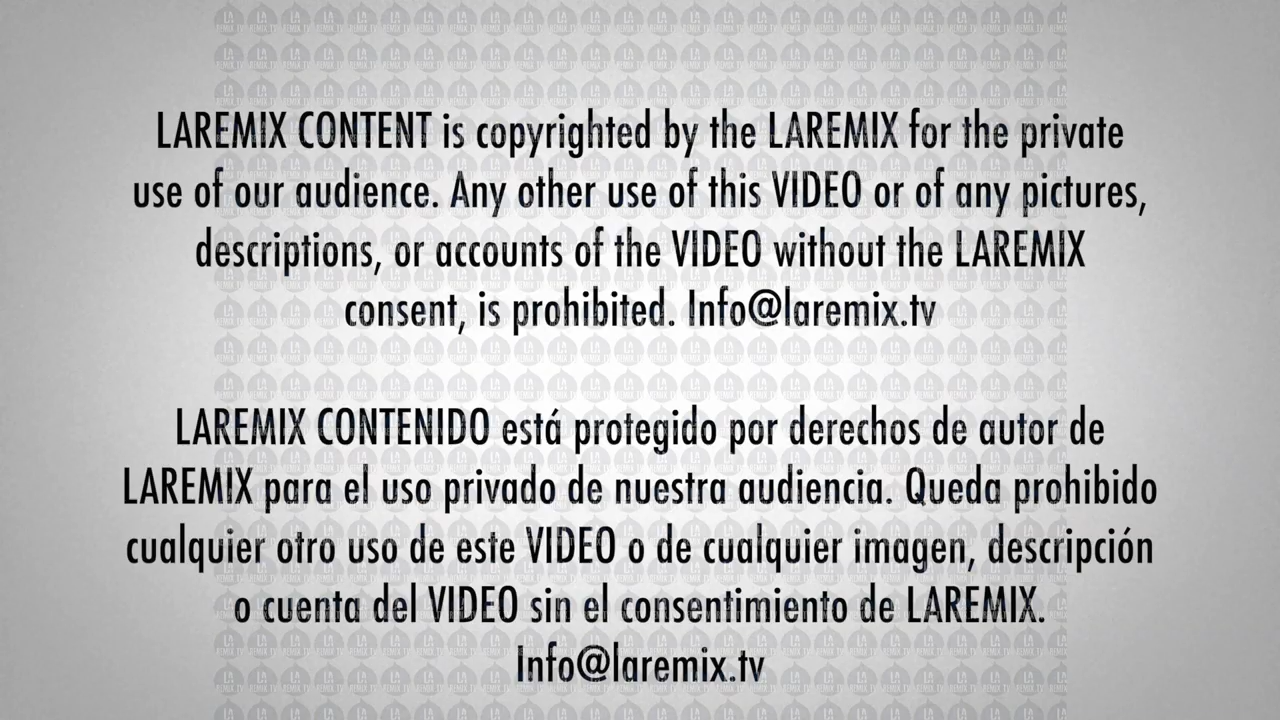 LAREMIX CONTENT is copyrighted by the LAREMIX for the private
use of our audience. Any other use of this VIDEO or of any pictures,
descriptions, or accounts of the VIDEO without the LAREMIX
consent, is prohibited. Info@laremix.tv
LAREMIX CONTENIDO está protegido por derechos de autor de
LAREMIX para el uso privado de nuestra audiencia. Queda prohibido
cualquier otro uso de este VIDEO o de cualquier imagen, descripción
o cuenta del VIDEO sin el consentimiento de LAREMIX.
Info@laremix.tv